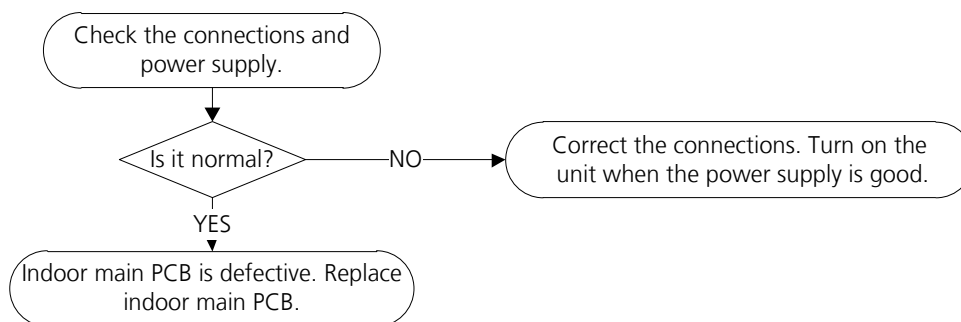 Check the connections and
power supply.
Is it normal?
NO
Correct the connections. Turn on the
unit when the power supply is good.
YES
Indoor main PCB is defective. Replace
indoor main PCB.